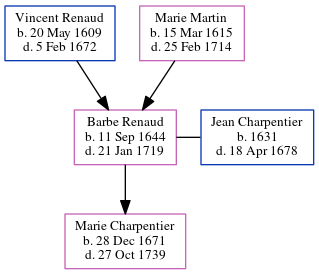 Vincent Renaud
b. 20 May 1609
d. 5 Feb 1672
Marie Martin
b. 15 Mar 1615
d. 25 Feb 1714
Barbe Renaud
b. 11 Sep 1644
d. 21 Jan 1719
Jean Charpentier
b. 1631
d. 18 Apr 1678
Marie Charpentier
b. 28 Dec 1671
d. 27 Oct 1739